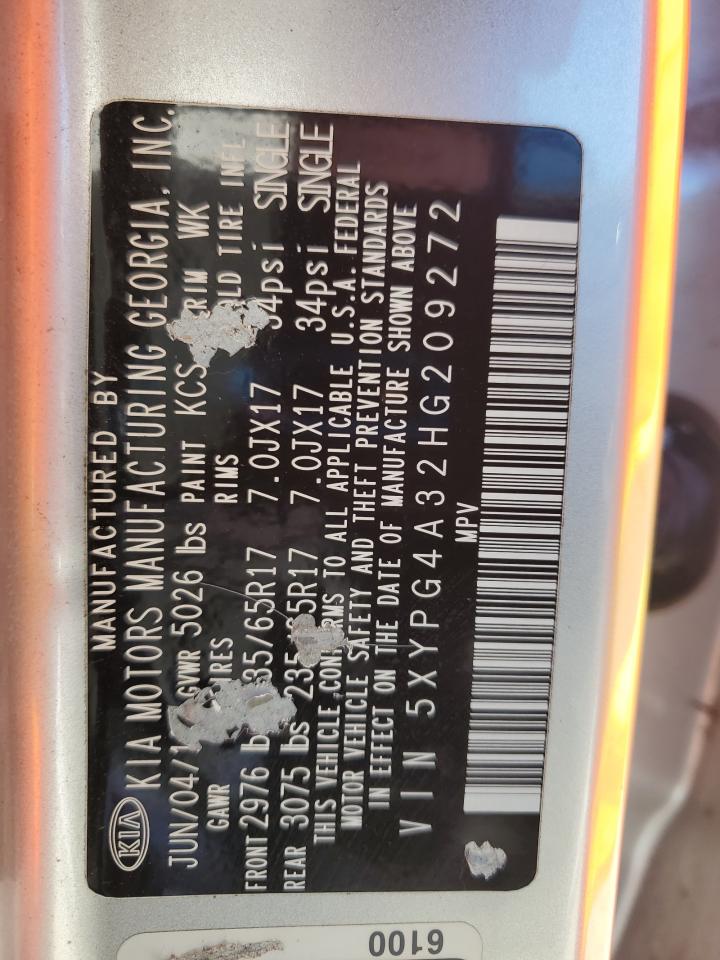 MANUFACTURED BY
KIA KIA MOTORS MANUFACTURING GEORGIA, INC.
JUN/04/1 GVWR 5026 lbs PAINT KCS TRIM WK
GAWR TIRES RIMS COLD TIRE INFL
FRONT 2976 lbs 235/65R17 7.0JX17 34psi SINGLE
REAR 3075 lbs 235/65R17 7.0JX17 34psi SINGLE
THIS VEHICLE CONFORMS TO ALL APPLICABLE U.S.A. FEDERAL
MOTOR VEHICLE SAFETY AND THEFT PREVENTION STANDARDS
IN EFFECT ON THE DATE OF MANUFACTURE SHOWN ABOVE
VIN 5XYPG4A32HG209272
MPV
6100